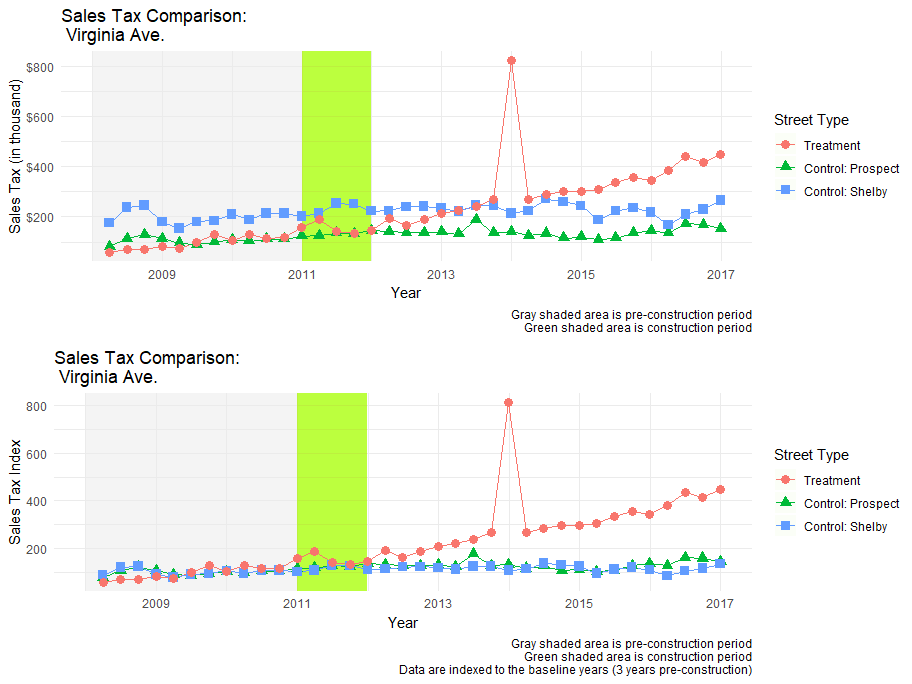 Sales Tax Comparison:
Virginia Ave.
Sales Tax (in thousand)
$800
$600
$400
$200
2009
2011
2013
2015
2017
Year
Street Type
Treatment
Control: Prospect
Control: Shelby
Gray shaded area is pre-construction period
Green shaded area is construction period
Sales Tax Comparison:
Virginia Ave.
Sales Tax Index
800
600
400
200
2009
2011
2013
2015
2017
Year
Street Type
Treatment
Control: Prospect
Control: Shelby
Gray shaded area is pre-construction period
Green shaded area is construction period
Data are indexed to the baseline years (3 years pre-construction)